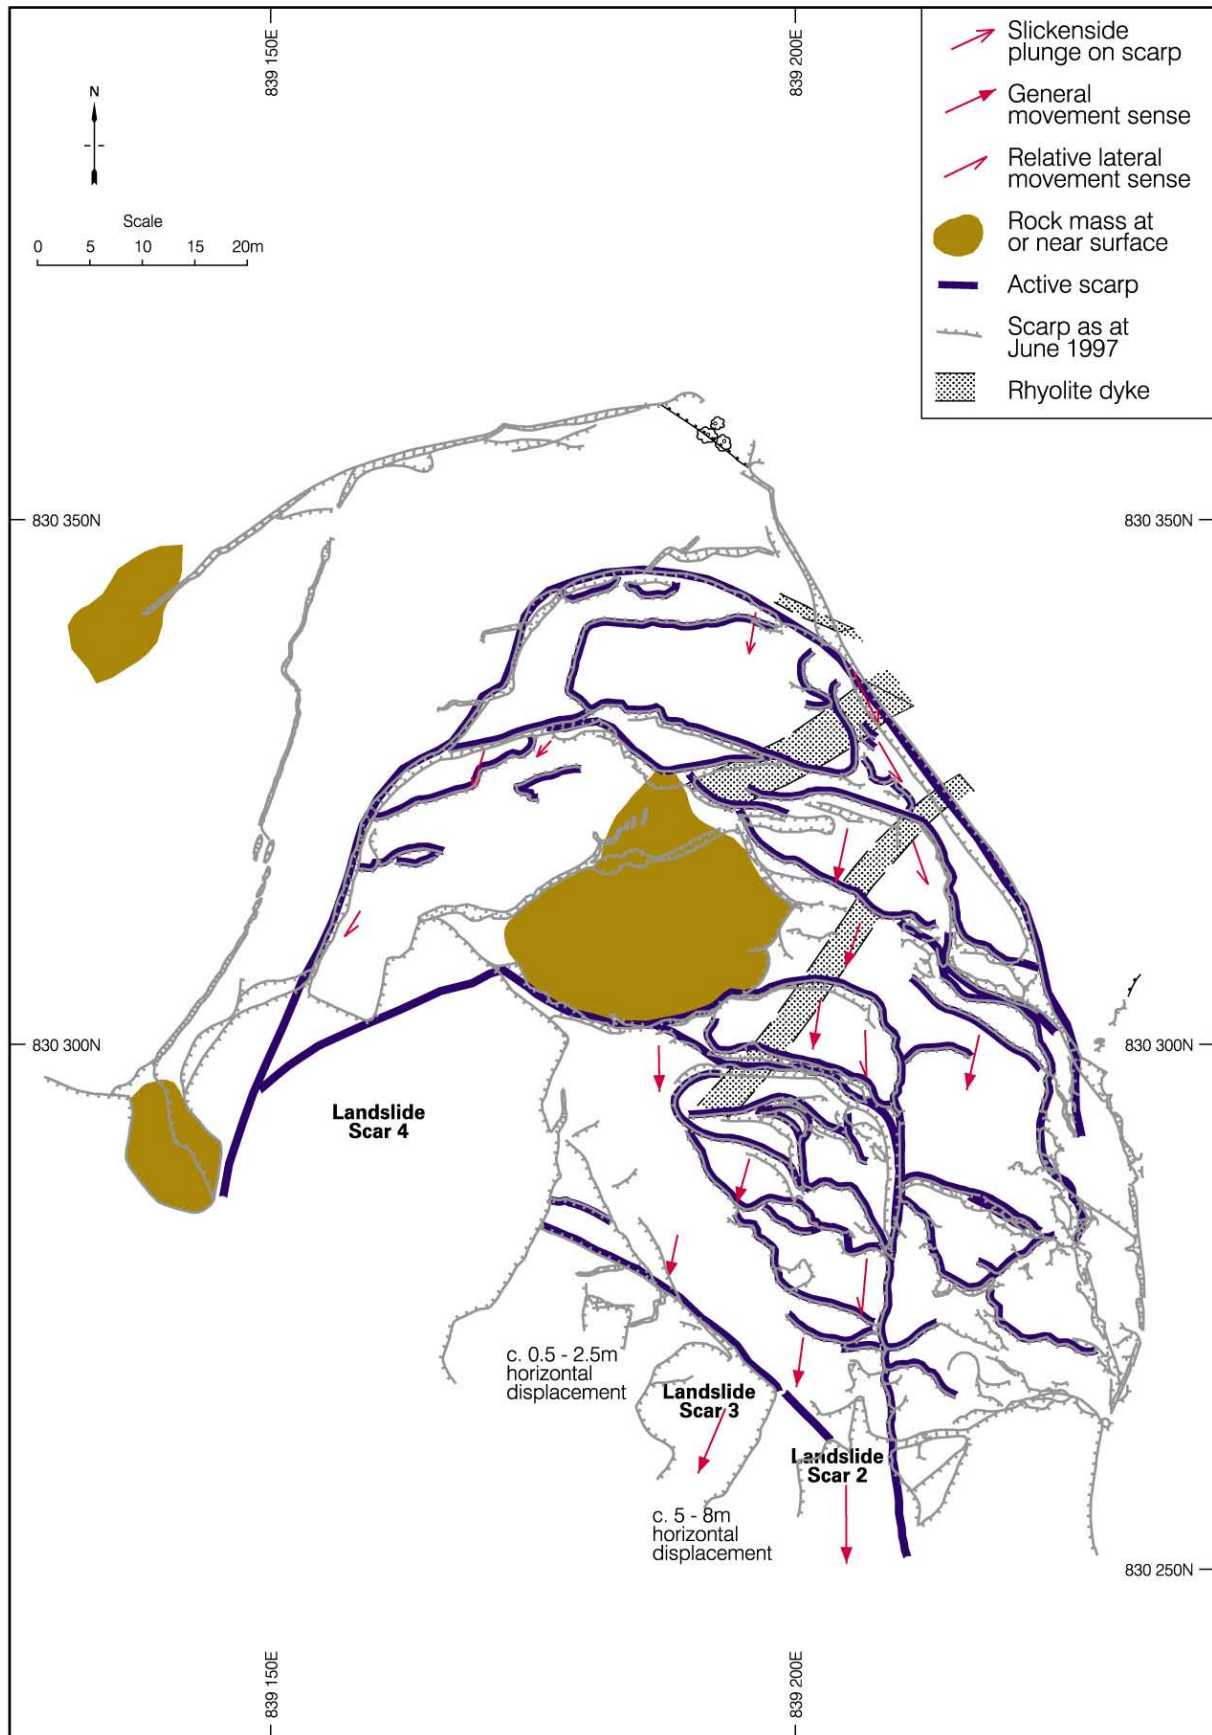 839 150E
839 200E
Slickenside
plunge on scarp
General
movement sense
Relative lateral
movement sense
Rock mass at
or near surface
Active scarp
Scarp as at
June 1997
Rhyolite dyke
N
Scale
0 5 10 15 20m
830 350N
830 350N
830 300N
830 300N
Landslide
Scar 4
c. 0.5 - 2.5m
horizontal
displacement
Landslide
Scar 3
Landslide
Scar 2
c. 5 - 8m
horizontal
displacement
830 250N
839 150E
839 200E